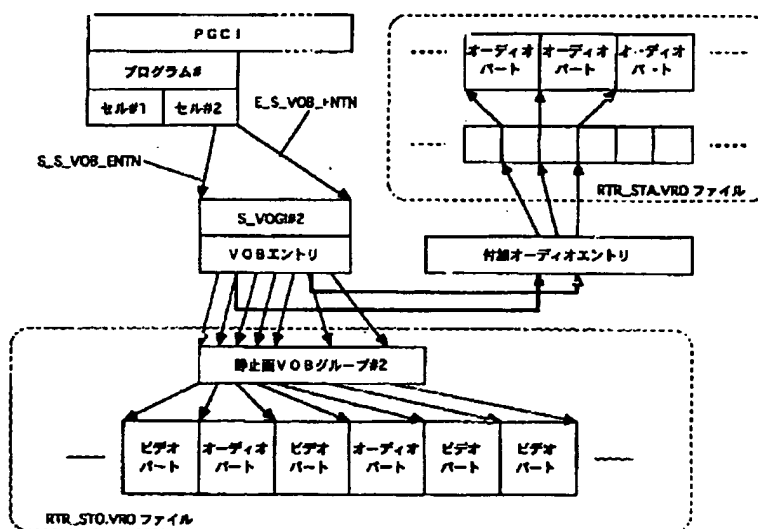 PGCI
プログラム#
セル#1 セル#2
E_S_VOB_ENTN
S_S_VOB_ENTN
S_VOGI#2
VOBエントリ
オーディオ
パート
オーディオ
パート
オーディオ
パート
RTR_STA.VRO ファイル
付加オーディオエントリ
静止画VOBグループ#2
ビデオ
パート
オーディオ
パート
ビデオ
パート
オーディオ
パート
ビデオ
パート
ビデオ
パート
RTR_STO.VRO ファイル